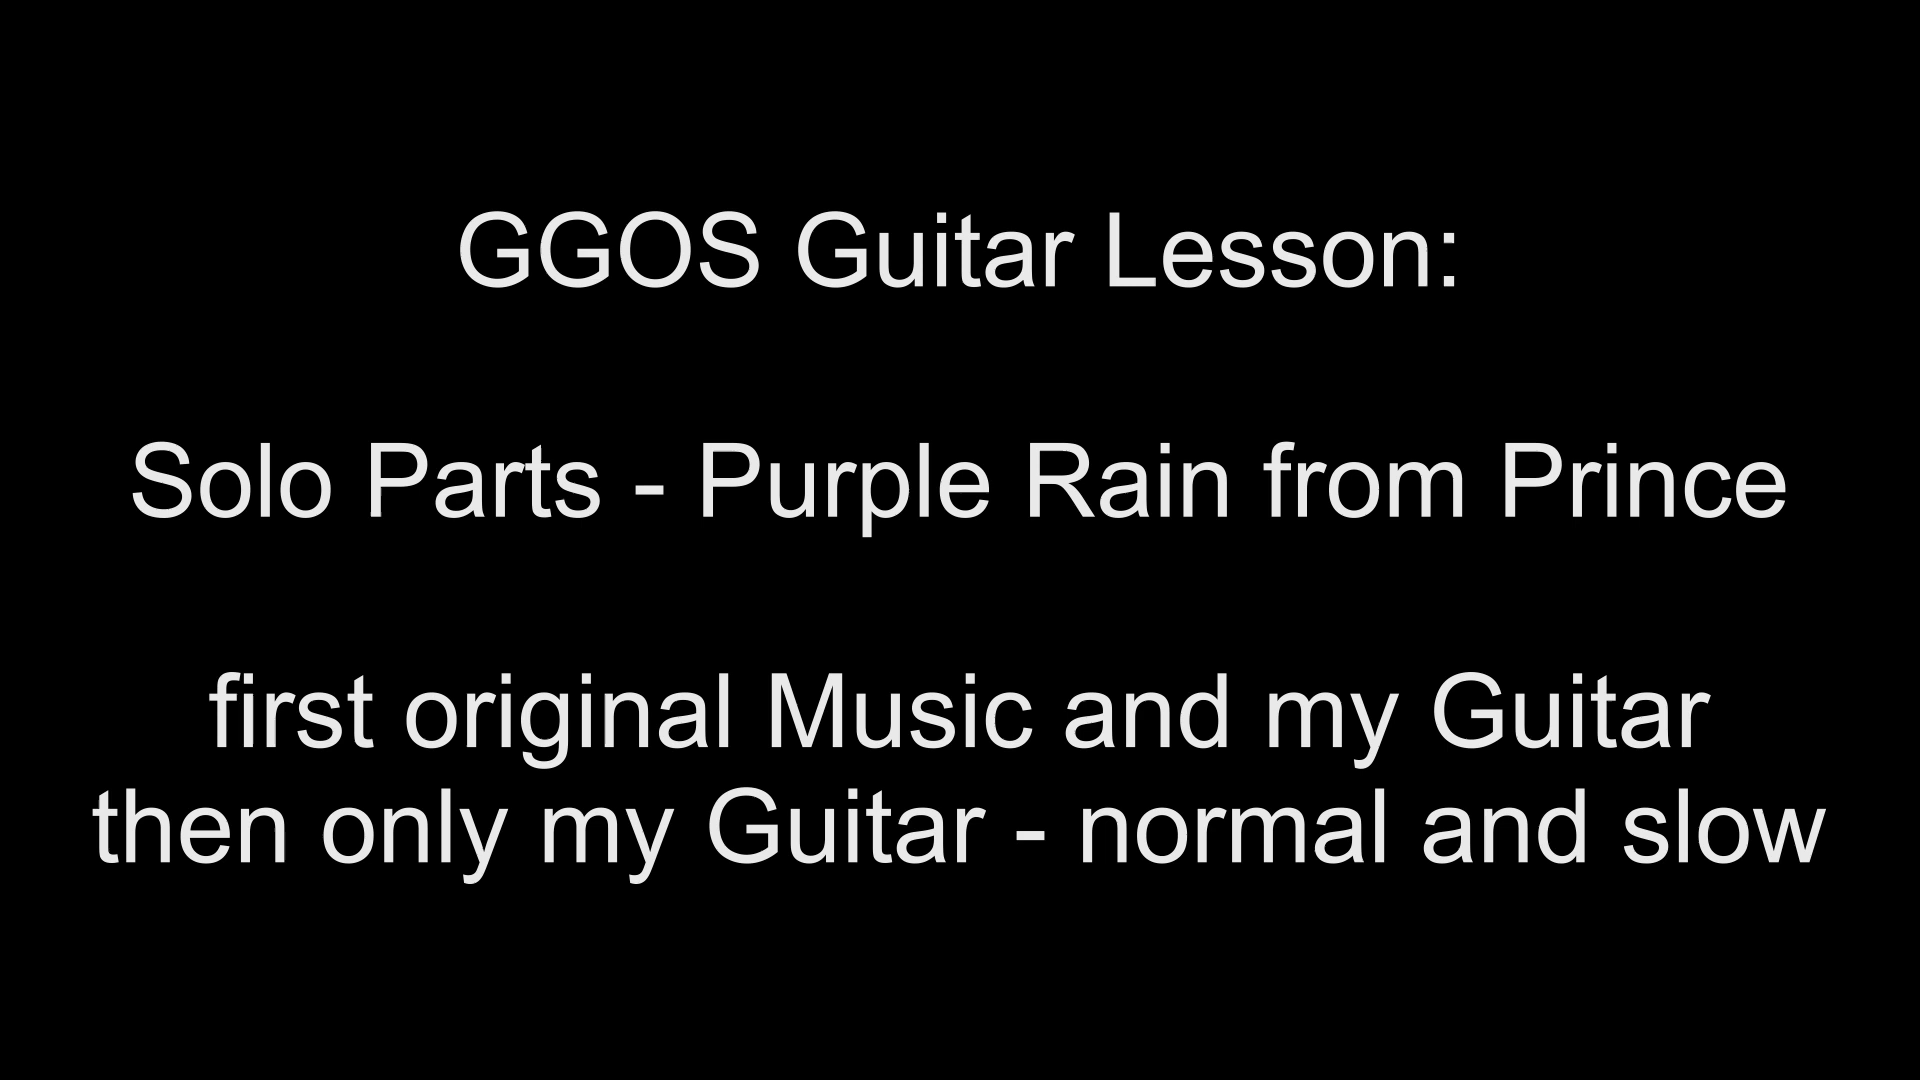 GGOS Guitar Lesson:
Solo Parts - Purple Rain from Prince
first original Music and my Guitar
then only my Guitar - normal and slow